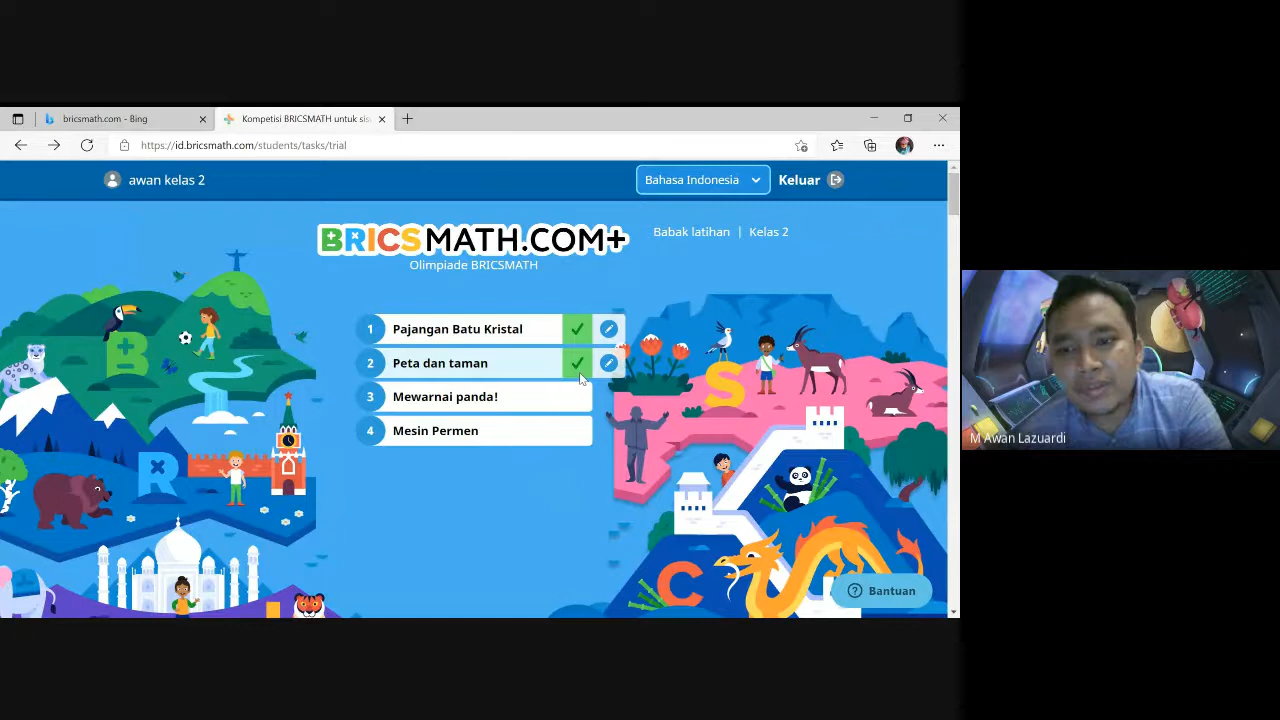 bricsmath.com - Bing
Kompetisi BRICSMATH untuk sis
https://id.bricsmath.com/students/tasks/trial
awan kelas 2
Bahasa Indonesia
Keluar
BRICSMATH.COM+
Babak latihan | Kelas 2
Olimpiade BRICSMATH
1 Pajangan Batu Kristal
2 Peta dan taman
3 Mewarnai panda!
4 Mesin Permen
B
R
S
C
Bantuan
M Awan Lazuardi